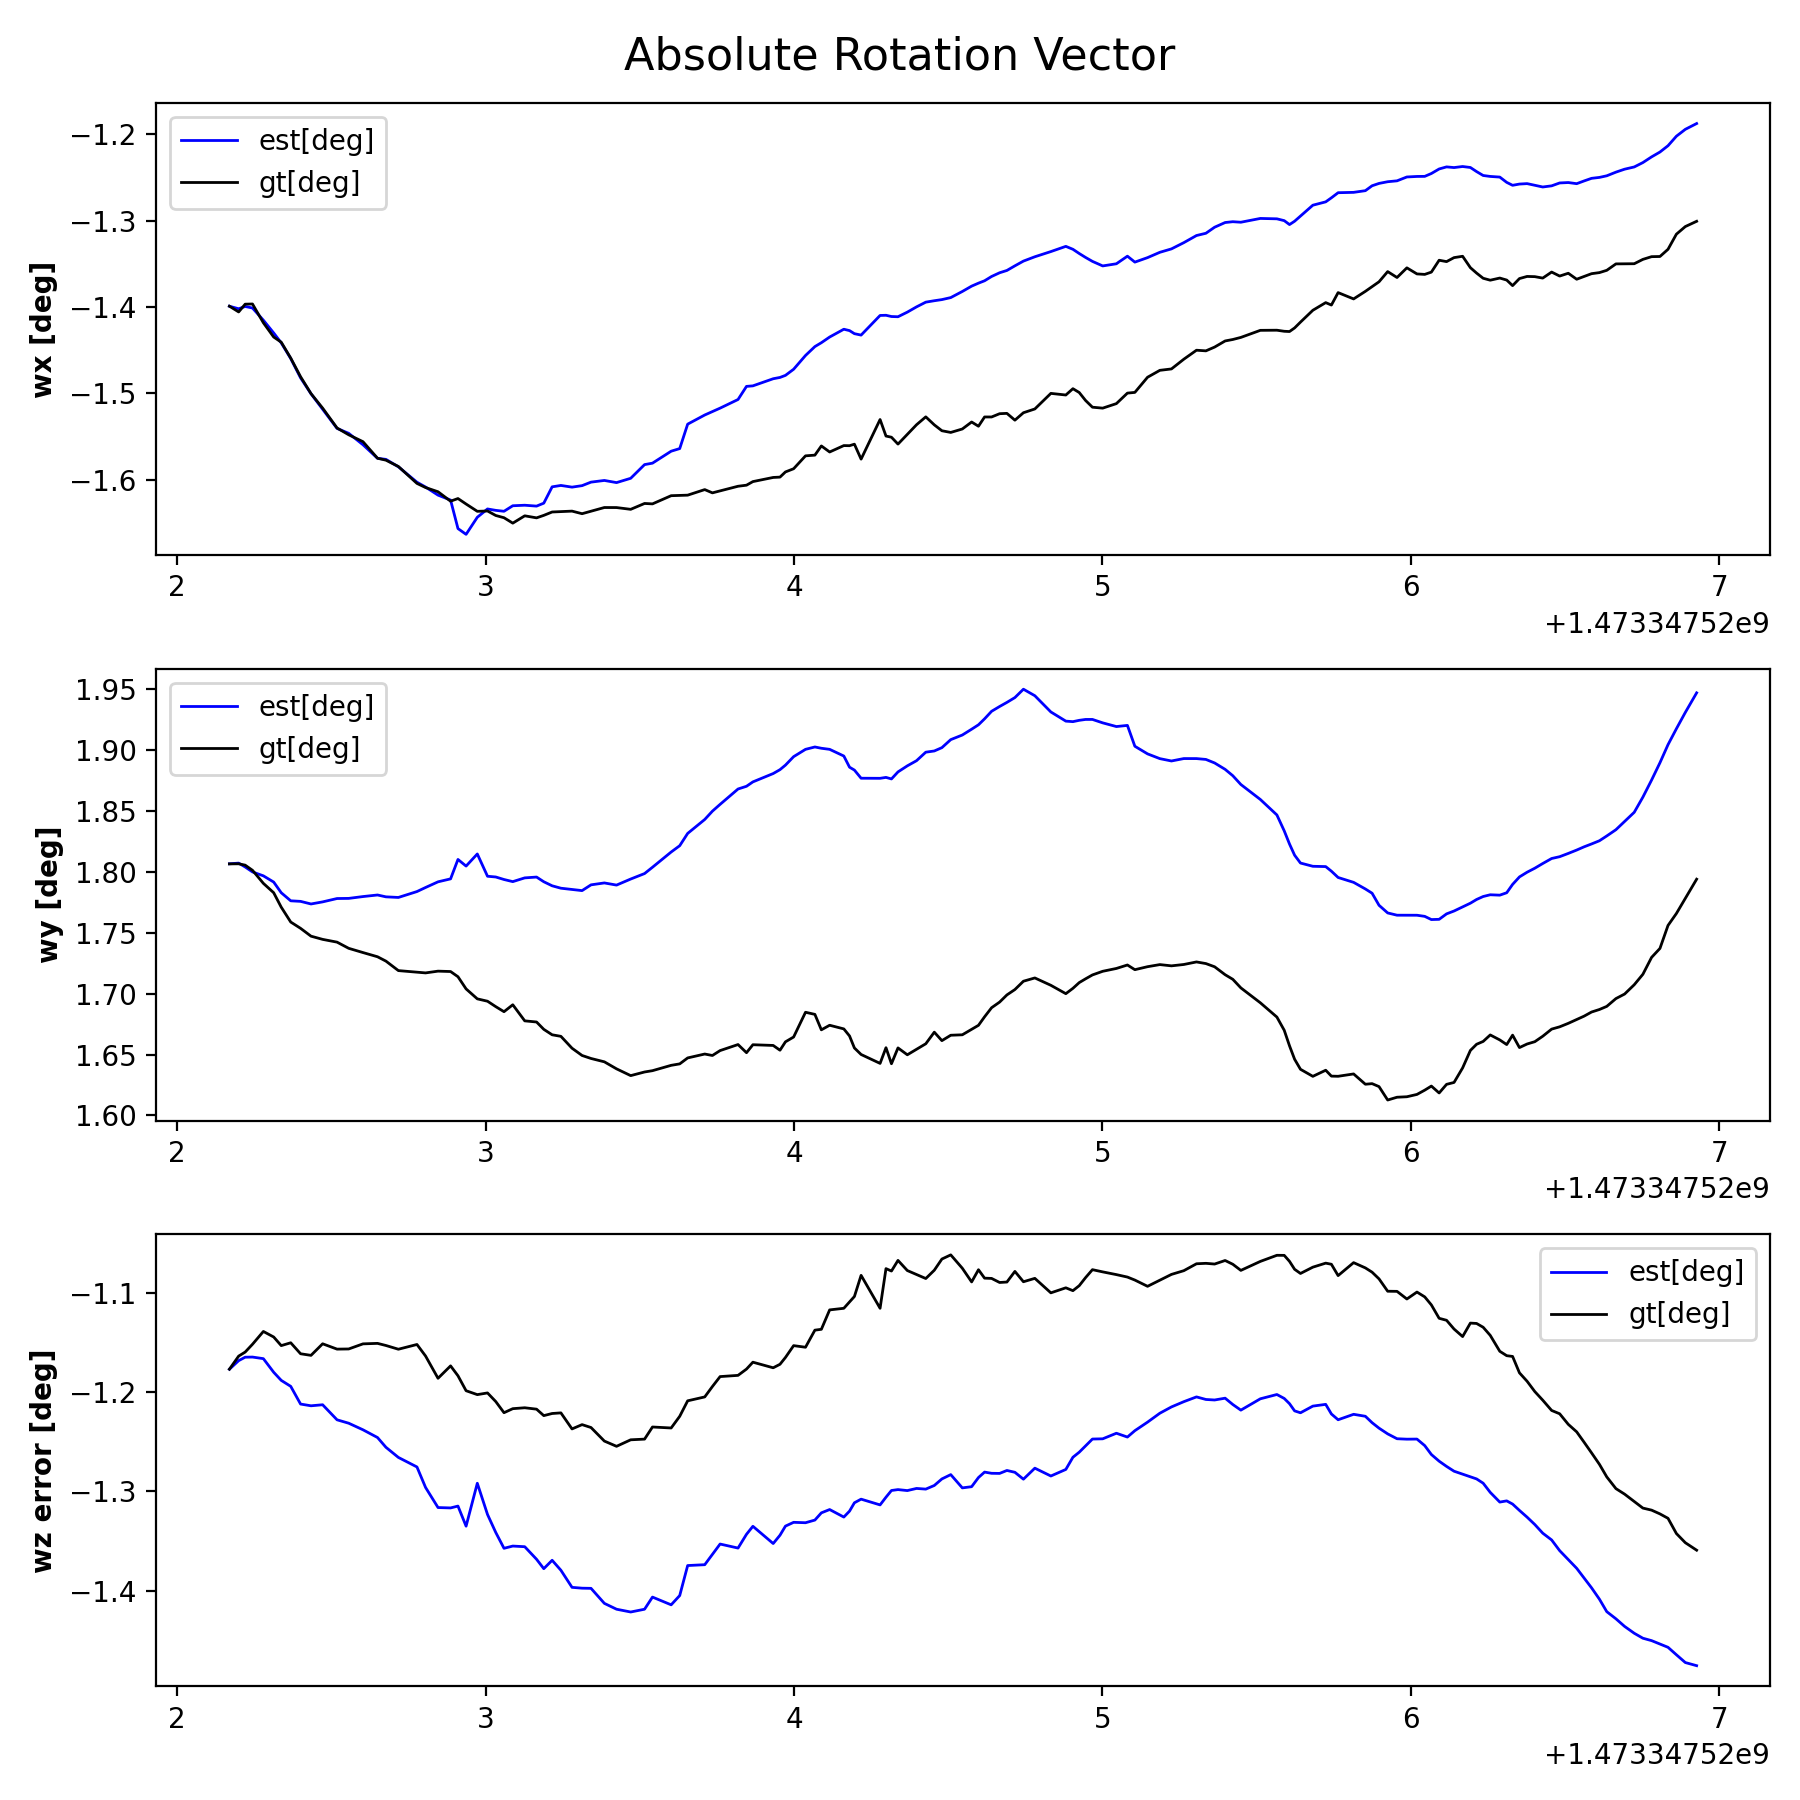 Absolute Rotation Vector
est[deg]
gt[deg]
wx [deg]
−1.2
−1.3
−1.4
−1.5
−1.6
2 3 4 5 6 7
+1.47334752e9
est[deg]
gt[deg]
wy [deg]
1.95
1.90
1.85
1.80
1.75
1.70
1.65
1.60
2 3 4 5 6 7
+1.47334752e9
est[deg]
gt[deg]
wz error [deg]
−1.1
−1.2
−1.3
−1.4
2 3 4 5 6 7
+1.47334752e9